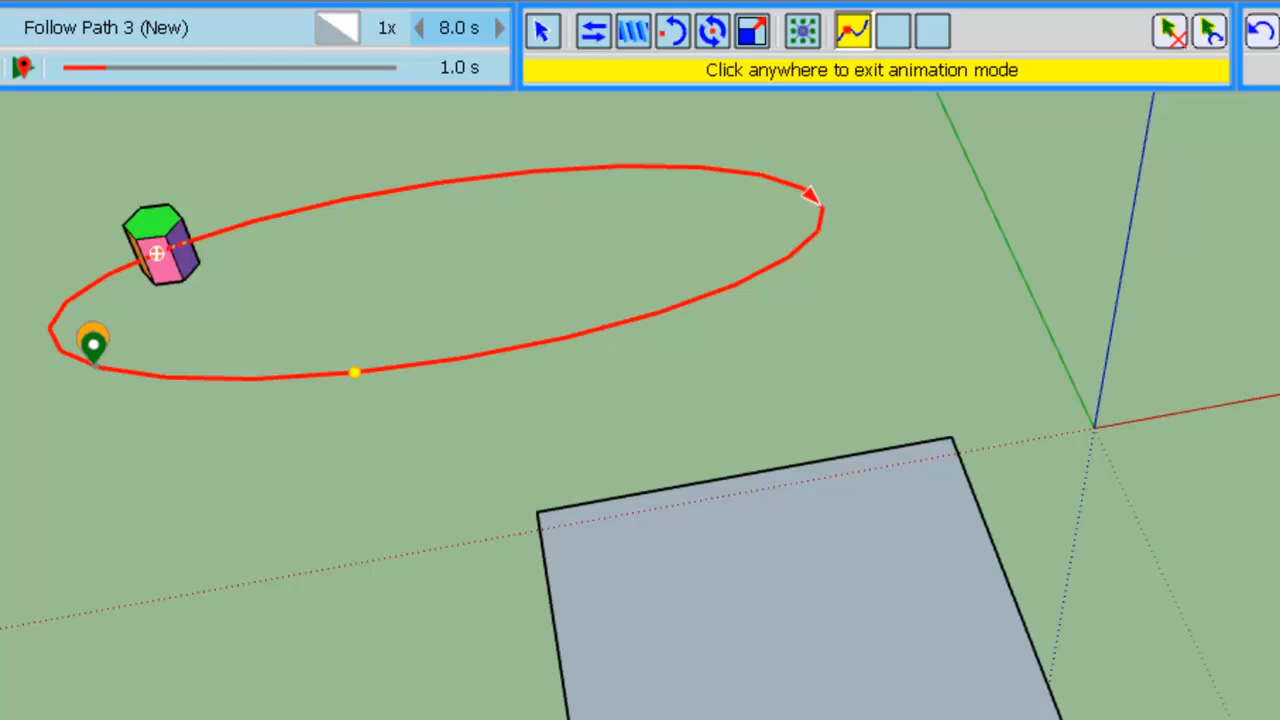 Follow Path 3 (New)
1x
8.0 s
1.0 s
Click anywhere to exit animation mode